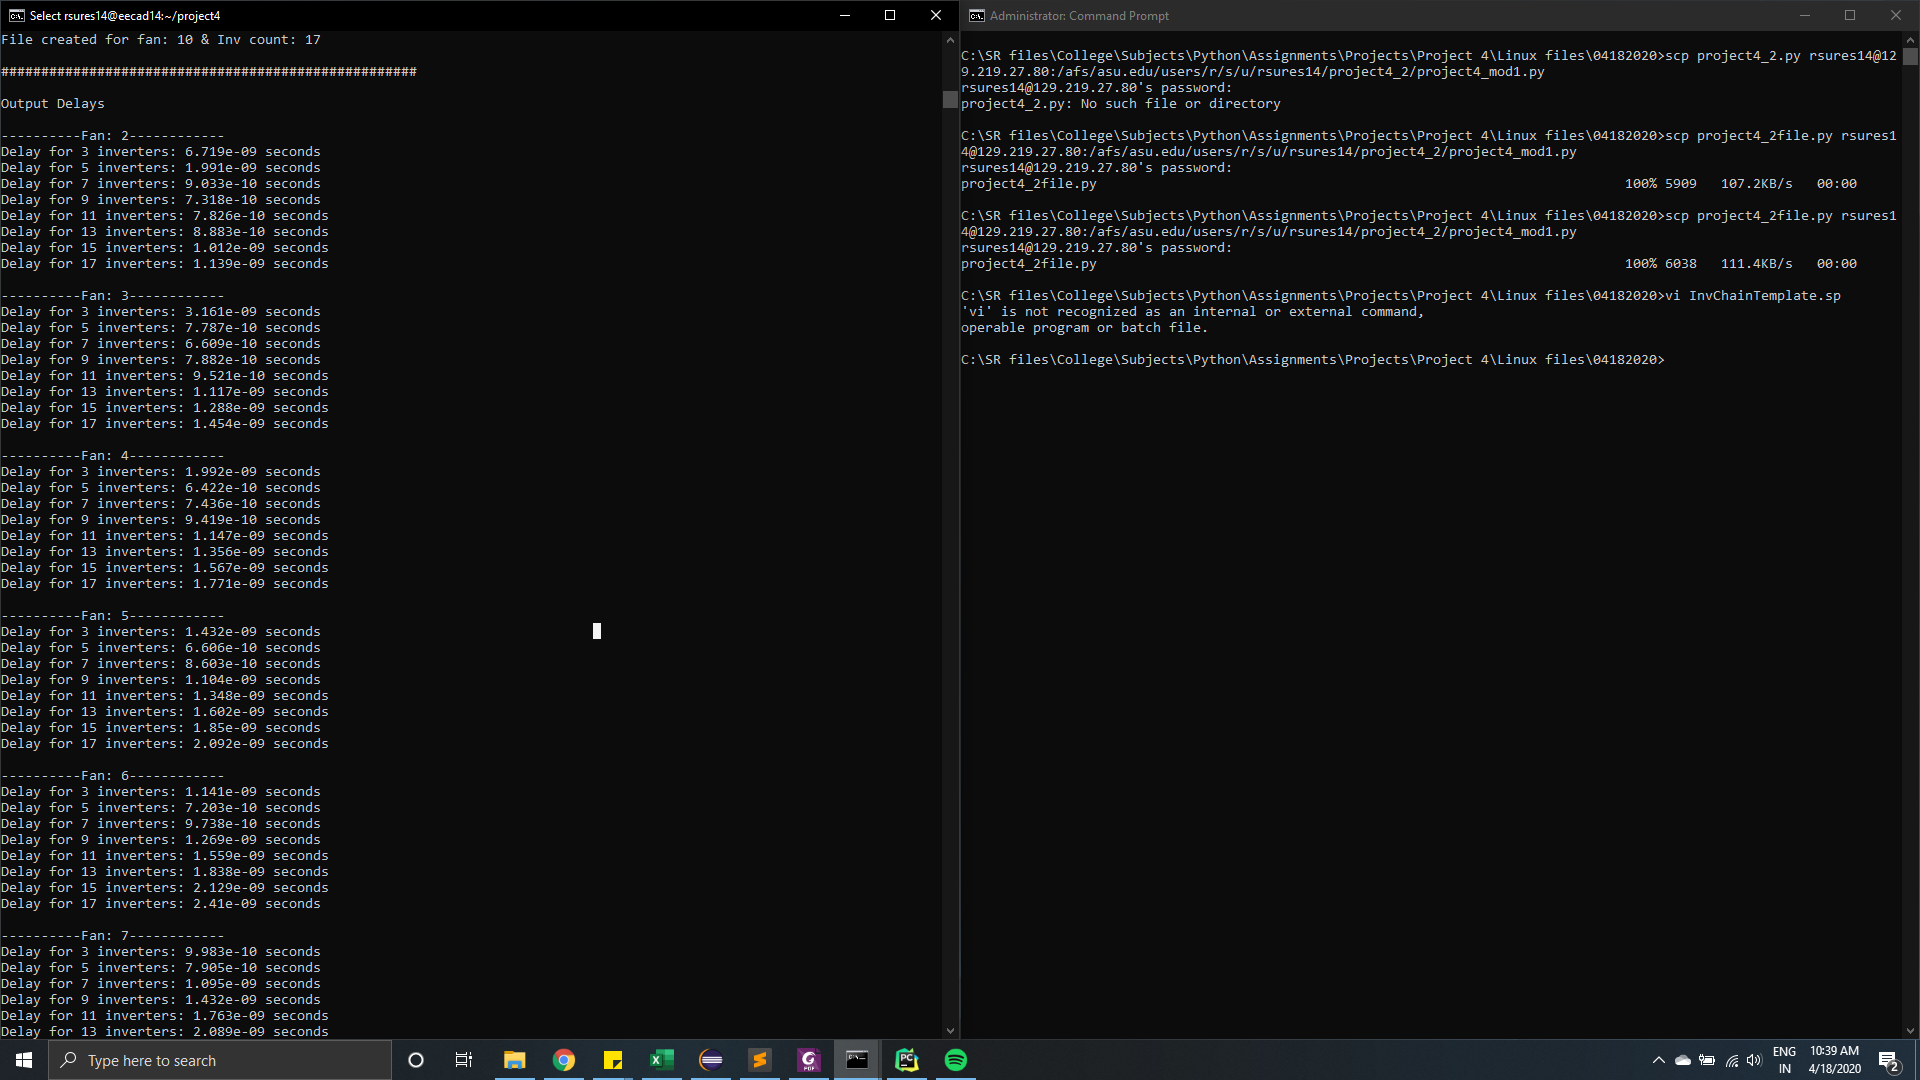 Select rsures14@eecad14:~/project4
File created for fan: 10 & Inv count: 17
####################################################
Output Delays
----------Fan: 2------------
Delay for 3 inverters: 6.719e-09 seconds
Delay for 5 inverters: 1.991e-09 seconds
Delay for 7 inverters: 9.033e-10 seconds
Delay for 9 inverters: 7.318e-10 seconds
Delay for 11 inverters: 7.826e-10 seconds
Delay for 13 inverters: 8.883e-10 seconds
Delay for 15 inverters: 1.012e-09 seconds
Delay for 17 inverters: 1.139e-09 seconds
----------Fan: 3------------
Delay for 3 inverters: 3.161e-09 seconds
Delay for 5 inverters: 7.787e-10 seconds
Delay for 7 inverters: 6.609e-10 seconds
Delay for 9 inverters: 7.882e-10 seconds
Delay for 11 inverters: 9.521e-10 seconds
Delay for 13 inverters: 1.117e-09 seconds
Delay for 15 inverters: 1.288e-09 seconds
Delay for 17 inverters: 1.454e-09 seconds
----------Fan: 4------------
Delay for 3 inverters: 1.992e-09 seconds
Delay for 5 inverters: 6.422e-10 seconds
Delay for 7 inverters: 7.436e-10 seconds
Delay for 9 inverters: 9.419e-10 seconds
Delay for 11 inverters: 1.147e-09 seconds
Delay for 13 inverters: 1.356e-09 seconds
Delay for 15 inverters: 1.567e-09 seconds
Delay for 17 inverters: 1.771e-09 seconds
----------Fan: 5------------
Delay for 3 inverters: 1.432e-09 seconds
Delay for 5 inverters: 6.606e-10 seconds
Delay for 7 inverters: 8.603e-10 seconds
Delay for 9 inverters: 1.104e-09 seconds
Delay for 11 inverters: 1.348e-09 seconds
Delay for 13 inverters: 1.602e-09 seconds
Delay for 15 inverters: 1.85e-09 seconds
Delay for 17 inverters: 2.092e-09 seconds
----------Fan: 6------------
Delay for 3 inverters: 1.141e-09 seconds
Delay for 5 inverters: 7.203e-10 seconds
Delay for 7 inverters: 9.738e-10 seconds
Delay for 9 inverters: 1.269e-09 seconds
Delay for 11 inverters: 1.559e-09 seconds
Delay for 13 inverters: 1.838e-09 seconds
Delay for 15 inverters: 2.129e-09 seconds
Delay for 17 inverters: 2.41e-09 seconds
----------Fan: 7------------
Delay for 3 inverters: 9.983e-10 seconds
Delay for 5 inverters: 7.905e-10 seconds
Delay for 7 inverters: 1.095e-09 seconds
Delay for 9 inverters: 1.432e-09 seconds
Delay for 11 inverters: 1.763e-09 seconds
Delay for 13 inverters: 2.089e-09 seconds
Administrator: Command Prompt
C:\SR files\College\Subjects\Python\Assignments\Projects\Project 4\Linux files\04182020>scp project4_2.py rsures14@12
9.219.27.80:/afs/asu.edu/users/r/s/u/rsures14/project4_2/project4_mod1.py
rsures14@129.219.27.80's password:
project4_2.py: No such file or directory
C:\SR files\College\Subjects\Python\Assignments\Projects\Project 4\Linux files\04182020>scp project4_2file.py rsures1
4@129.219.27.80:/afs/asu.edu/users/r/s/u/rsures14/project4_2/project4_mod1.py
rsures14@129.219.27.80's password:
project4_2file.py 100% 5909 107.2KB/s 00:00
C:\SR files\College\Subjects\Python\Assignments\Projects\Project 4\Linux files\04182020>scp project4_2file.py rsures1
4@129.219.27.80:/afs/asu.edu/users/r/s/u/rsures14/project4_2/project4_mod1.py
rsures14@129.219.27.80's password:
project4_2file.py 100% 6038 111.4KB/s 00:00
C:\SR files\College\Subjects\Python\Assignments\Projects\Project 4\Linux files\04182020>vi InvChainTemplate.sp
'vi' is not recognized as an internal or external command,
operable program or batch file.
C:\SR files\College\Subjects\Python\Assignments\Projects\Project 4\Linux files\04182020>
Type here to search
ENG
IN
10:39 AM
4/18/2020
2